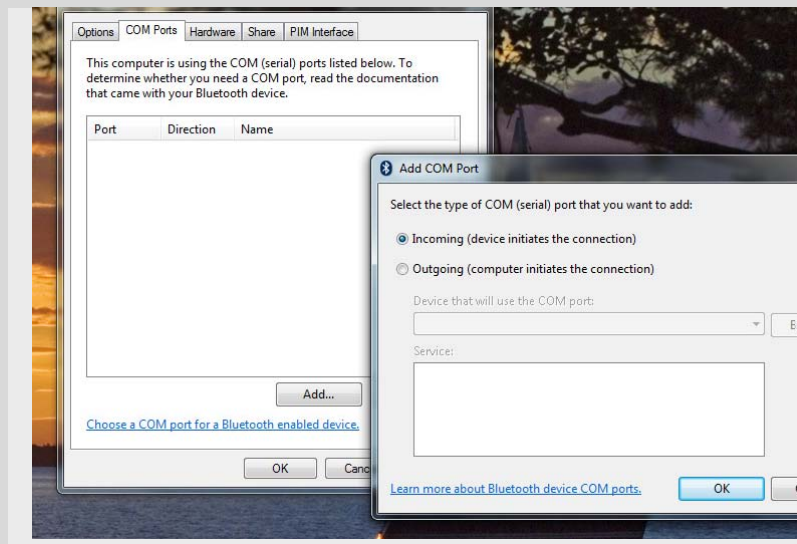 Options COM Ports Hardware Share PIM Interface
This computer is using the COM (serial) ports listed below. To
determine whether you need a COM port, read the documentation
that came with your Bluetooth device.
Port Direction Name
Add...
Choose a COM port for a Bluetooth enabled device.
OK Canc
Add COM Port
Select the type of COM (serial) port that you want to add:
Incoming (device initiates the connection)
Outgoing (computer initiates the connection)
Device that will use the COM port:
Service:
Learn more about Bluetooth device COM ports.
OK